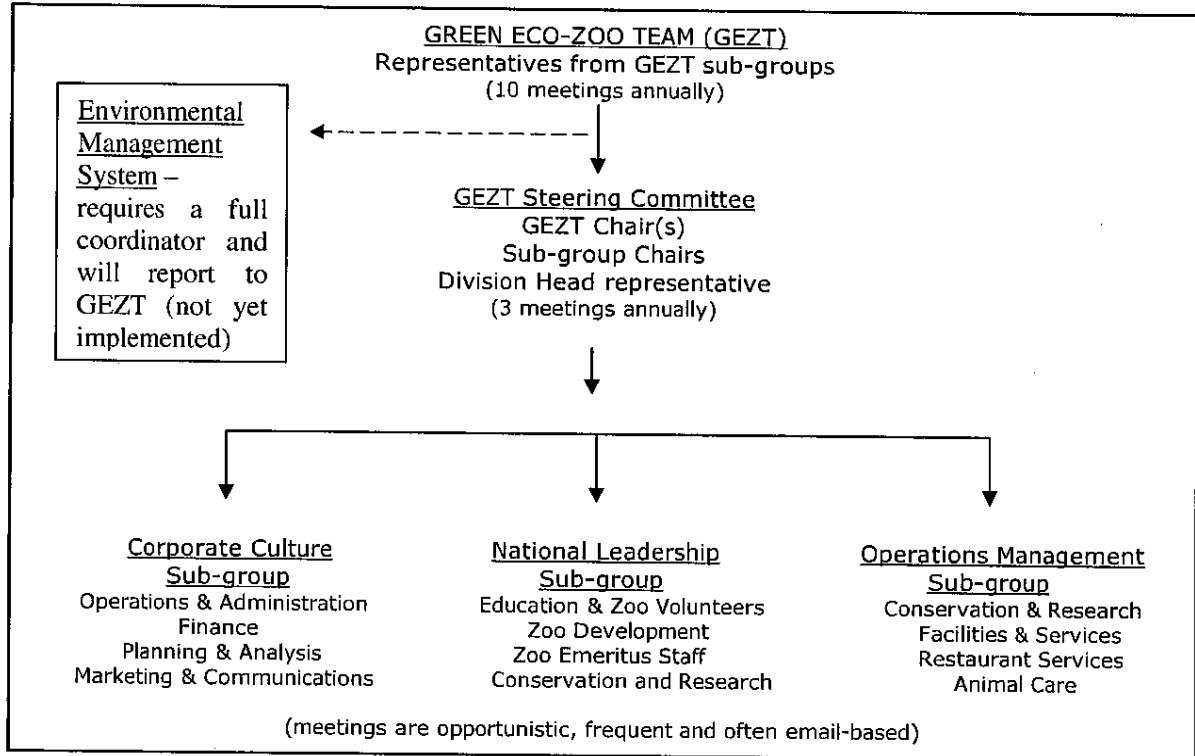 GREEN ECO-ZOO TEAM (GEZT)
Representatives from GEZT sub-groups
(10 meetings annually)
Environmental
Management
System –
requires a full
coordinator and
will report to
GEZT (not yet
implemented)
GEZT Steering Committee
GEZT Chair(s)
Sub-group Chairs
Division Head representative
(3 meetings annually)
Corporate Culture
Sub-group
Operations & Administration
Finance
Planning & Analysis
Marketing & Communications
National Leadership
Sub-group
Education & Zoo Volunteers
Zoo Development
Zoo Emeritus Staff
Conservation and Research
Operations Management
Sub-group
Conservation & Research
Facilities & Services
Restaurant Services
Animal Care
(meetings are opportunistic, frequent and often email-based)